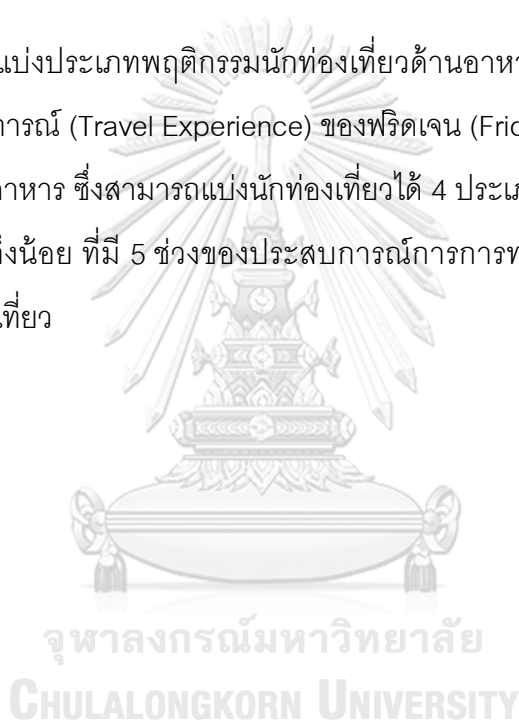 แบ่งประเภทพฤติกรรมนักท่องเที่ยวด้านอาหา
ารณ์ (Travel Experience) ของฟริดเจน (Fri
อาหาร ซึ่งสามารถแบ่งนักท่องเที่ยวได้ 4 ประเภ
ถึงน้อย ที่มี 5 ช่วงของประสบการณ์การการท
เที่ยว
จุฬาลงกรณ์มหาวิทยาลัย
CHULALONGKORN UNIVERSITY